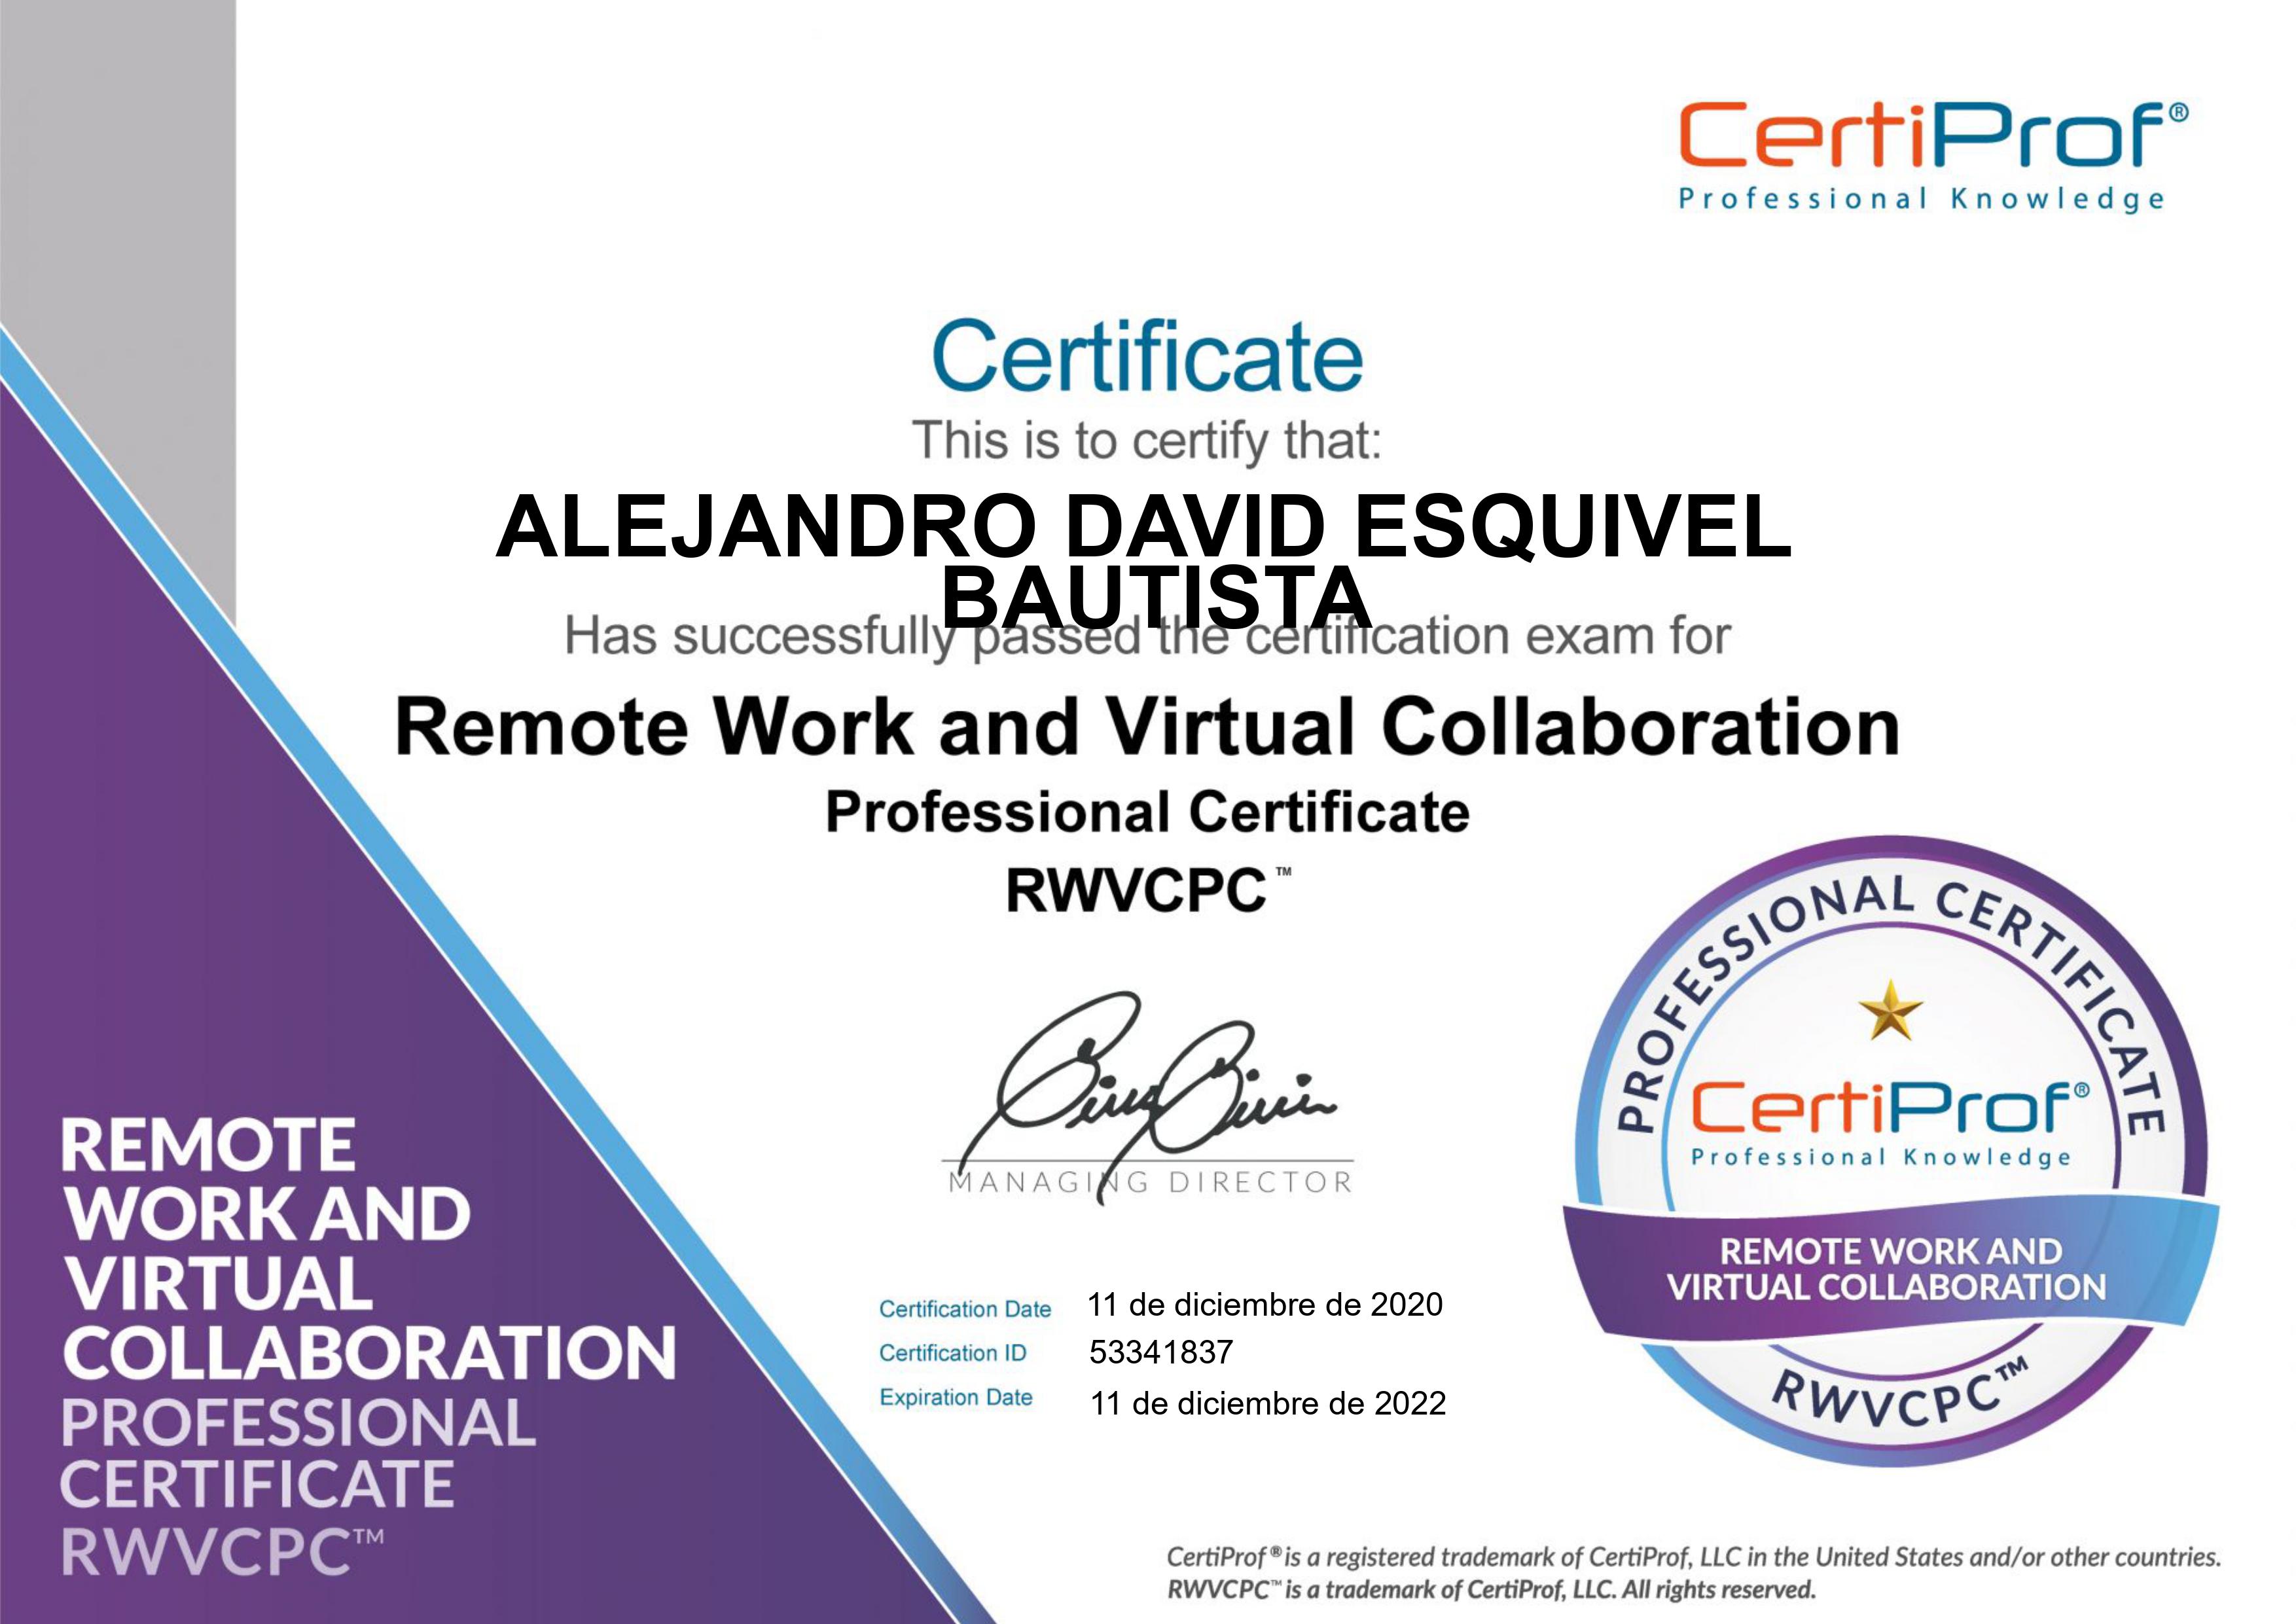 CertiProf®
Professional Knowledge
Certificate
This is to certify that:
ALEJANDRO DAVID ESQUIVEL
BAUTISTA
Has successfully passed the certification exam for
Remote Work and Virtual Collaboration
Professional Certificate
RWVCPC™
MANAGING DIRECTOR
Certification Date 11 de diciembre de 2020
Certification ID 53341837
Expiration Date 11 de diciembre de 2022
REMOTE
WORK AND
VIRTUAL
COLLABORATION
PROFESSIONAL
CERTIFICATE
RWVCPC™
PROFESSIONAL CERTIFICATE
CertiProf®
Professional Knowledge
REMOTE WORK AND
VIRTUAL COLLABORATION
RWVCPC™
CertiProf® is a registered trademark of CertiProf, LLC in the United States and/or other countries.
RWVCPC™ is a trademark of CertiProf, LLC. All rights reserved.